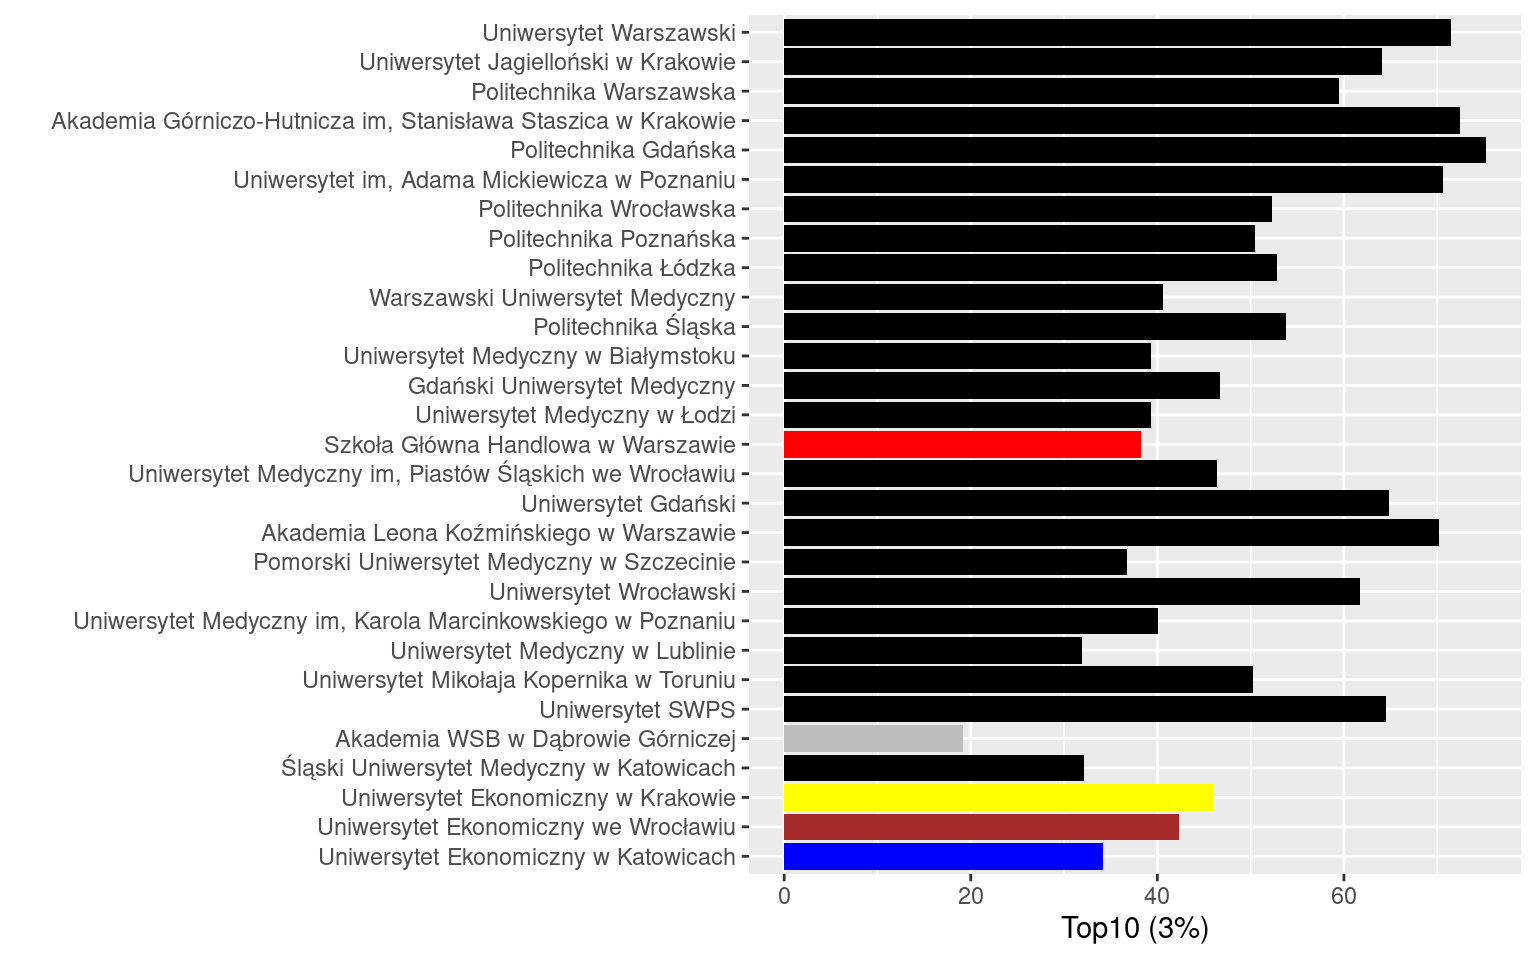 Uniwersytet Warszawski
Uniwersytet Jagielloński w Krakowie
Politechnika Warszawska
Akademia Górniczo-Hutnicza im, Stanisława Staszica w Krakowie
Politechnika Gdańska
Uniwersytet im, Adama Mickiewicza w Poznaniu
Politechnika Wrocławska
Politechnika Poznańska
Politechnika Łódzka
Warszawski Uniwersytet Medyczny
Politechnika Śląska
Uniwersytet Medyczny w Białymstoku
Gdański Uniwersytet Medyczny
Uniwersytet Medyczny w Łodzi
Szkoła Główna Handlowa w Warszawie
Uniwersytet Medyczny im, Piastów Śląskich we Wrocławiu
Uniwersytet Gdański
Akademia Leona Koźmińskiego w Warszawie
Pomorski Uniwersytet Medyczny w Szczecinie
Uniwersytet Wrocławski
Uniwersytet Medyczny im, Karola Marcinkowskiego w Poznaniu
Uniwersytet Medyczny w Lublinie
Uniwersytet Mikołaja Kopernika w Toruniu
Uniwersytet SWPS
Akademia WSB w Dąbrowie Górniczej
Śląski Uniwersytet Medyczny w Katowicach
Uniwersytet Ekonomiczny w Krakowie
Uniwersytet Ekonomiczny we Wrocławiu
Uniwersytet Ekonomiczny w Katowicach
0 20 40 60
Top10 (3%)